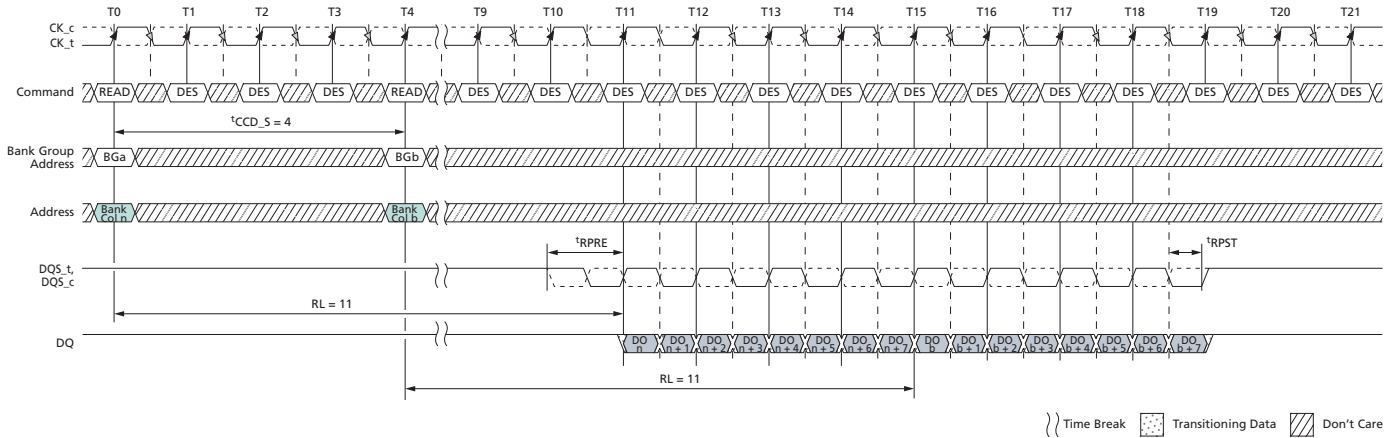 T0 T1 T2 T3 T4 T9 T10 T11 T12 T13 T14 T15 T16 T17 T18 T19 T20 T21
CK_c
CK_t
Command READ DES DES DES READ DES DES DES DES DES DES DES DES DES DES DES DES DES
tCCD_S = 4
Bank Group
Address BGa BGb
Address Bank
Col n Bank
Col b
tRPRE tRPST
DQS_t,
DQS_c
RL = 11
DQ DO
n DO
n + 1 DO
n + 2 DO
n + 3 DO
n + 4 DO
n + 5 DO
n + 6 DO
n + 7 DO
b DO
b + 1 DO
b + 2 DO
b + 3 DO
b + 4 DO
b + 5 DO
b + 6 DO
b + 7
RL = 11
Time Break Transitioning Data Don't Care